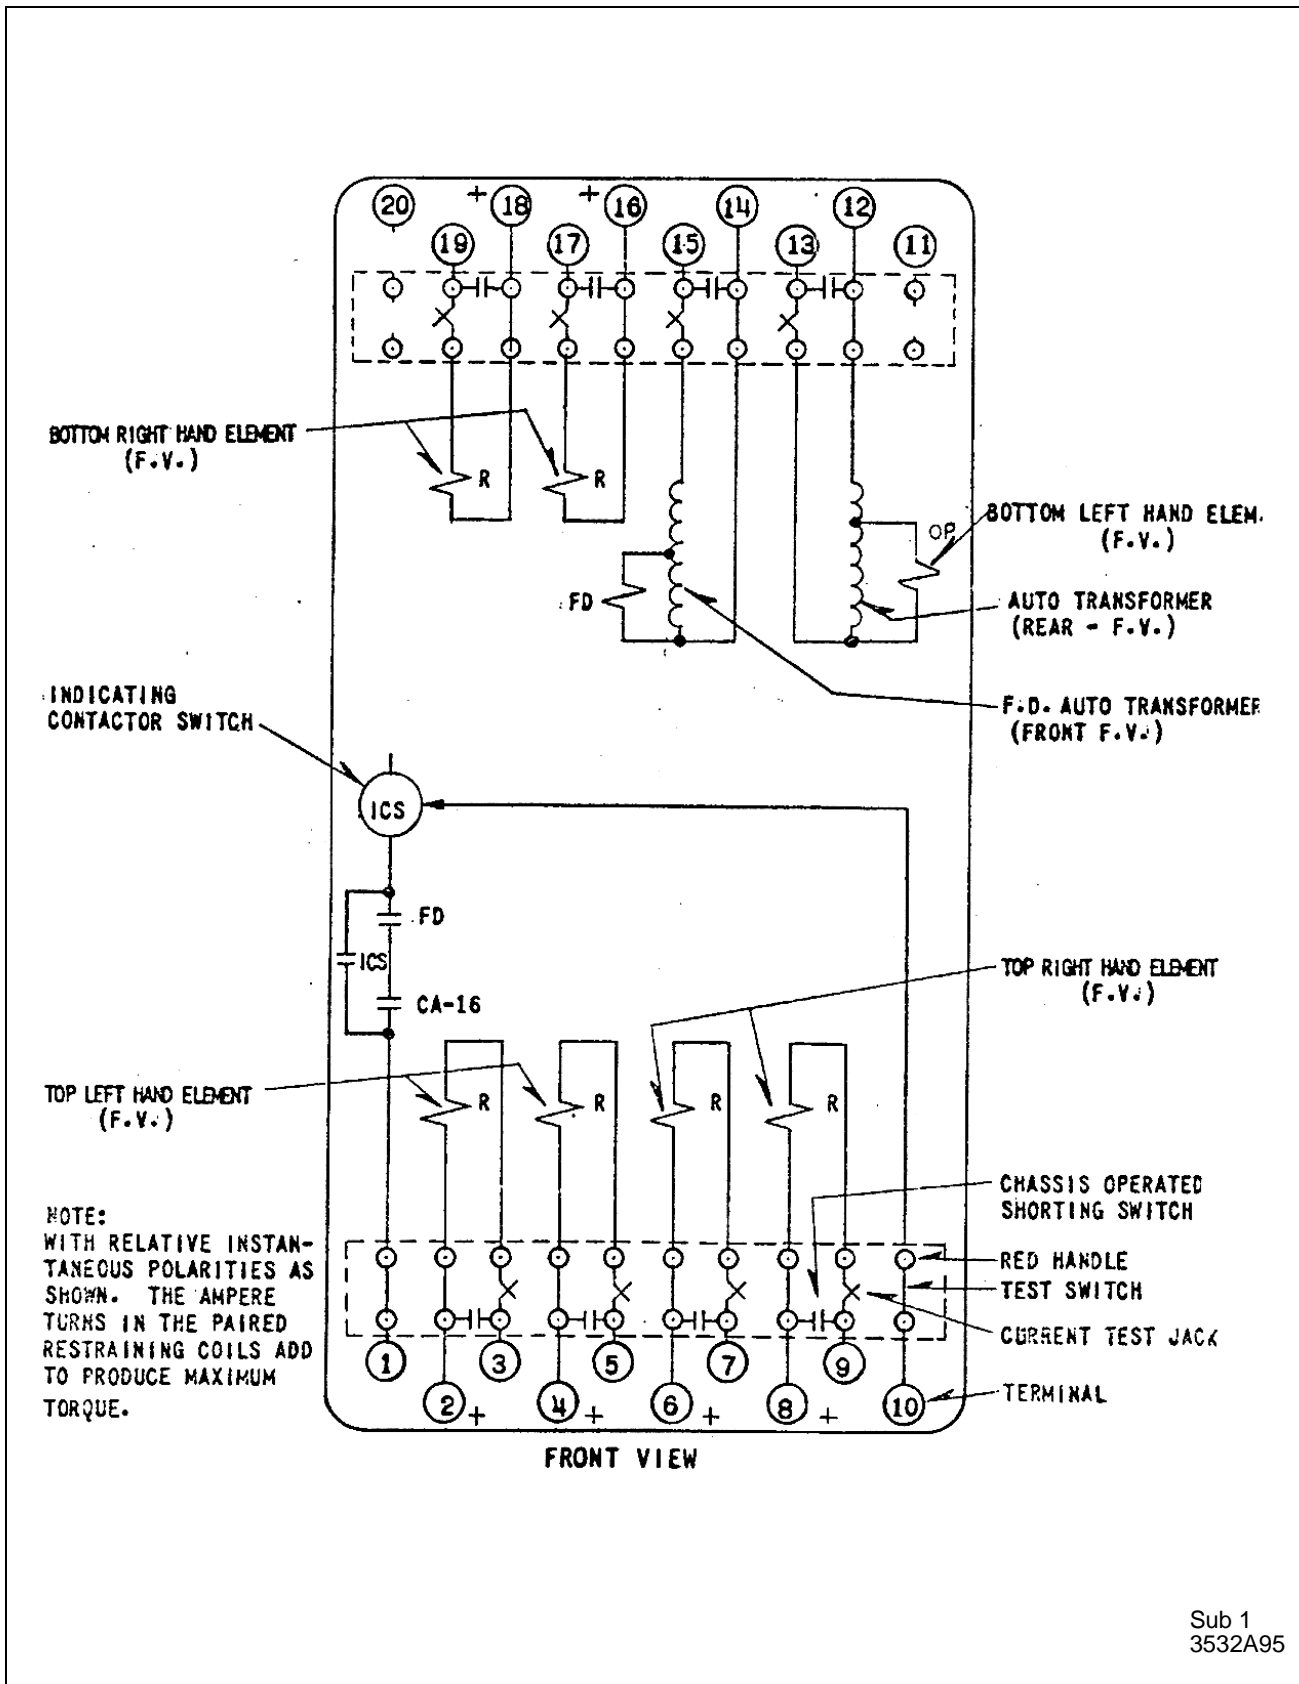 20
+ 18
+ 16
14
12
19
17
15
13
11
BOTTOM RIGHT HAND ELEMENT
(F.V.)
R
R
OP
BOTTOM LEFT HAND ELEM.
(F.V.)
FD
AUTO TRANSFORMER
(REAR - F.V.)
INDICATING
CONTACTOR SWITCH
F.D. AUTO TRANSFORMER
(FRONT F.V.)
ICS
FD
ICS
CA-16
TOP RIGHT HAND ELEMENT
(F.V.)
TOP LEFT HAND ELEMENT
(F.V.)
R
R
R
R
CHASSIS OPERATED
SHORTING SWITCH
NOTE:
WITH RELATIVE INSTAN-
TANEOUS POLARITIES AS
SHOWN. THE AMPERE
TURNS IN THE PAIRED
RESTRAINING COILS ADD
TO PRODUCE MAXIMUM
TORQUE.
RED HANDLE
TEST SWITCH
CURRENT TEST JACK
TERMINAL
1
3
5
7
9
2 +
4 +
6 +
8 +
10
FRONT VIEW
Sub 1
3532A95